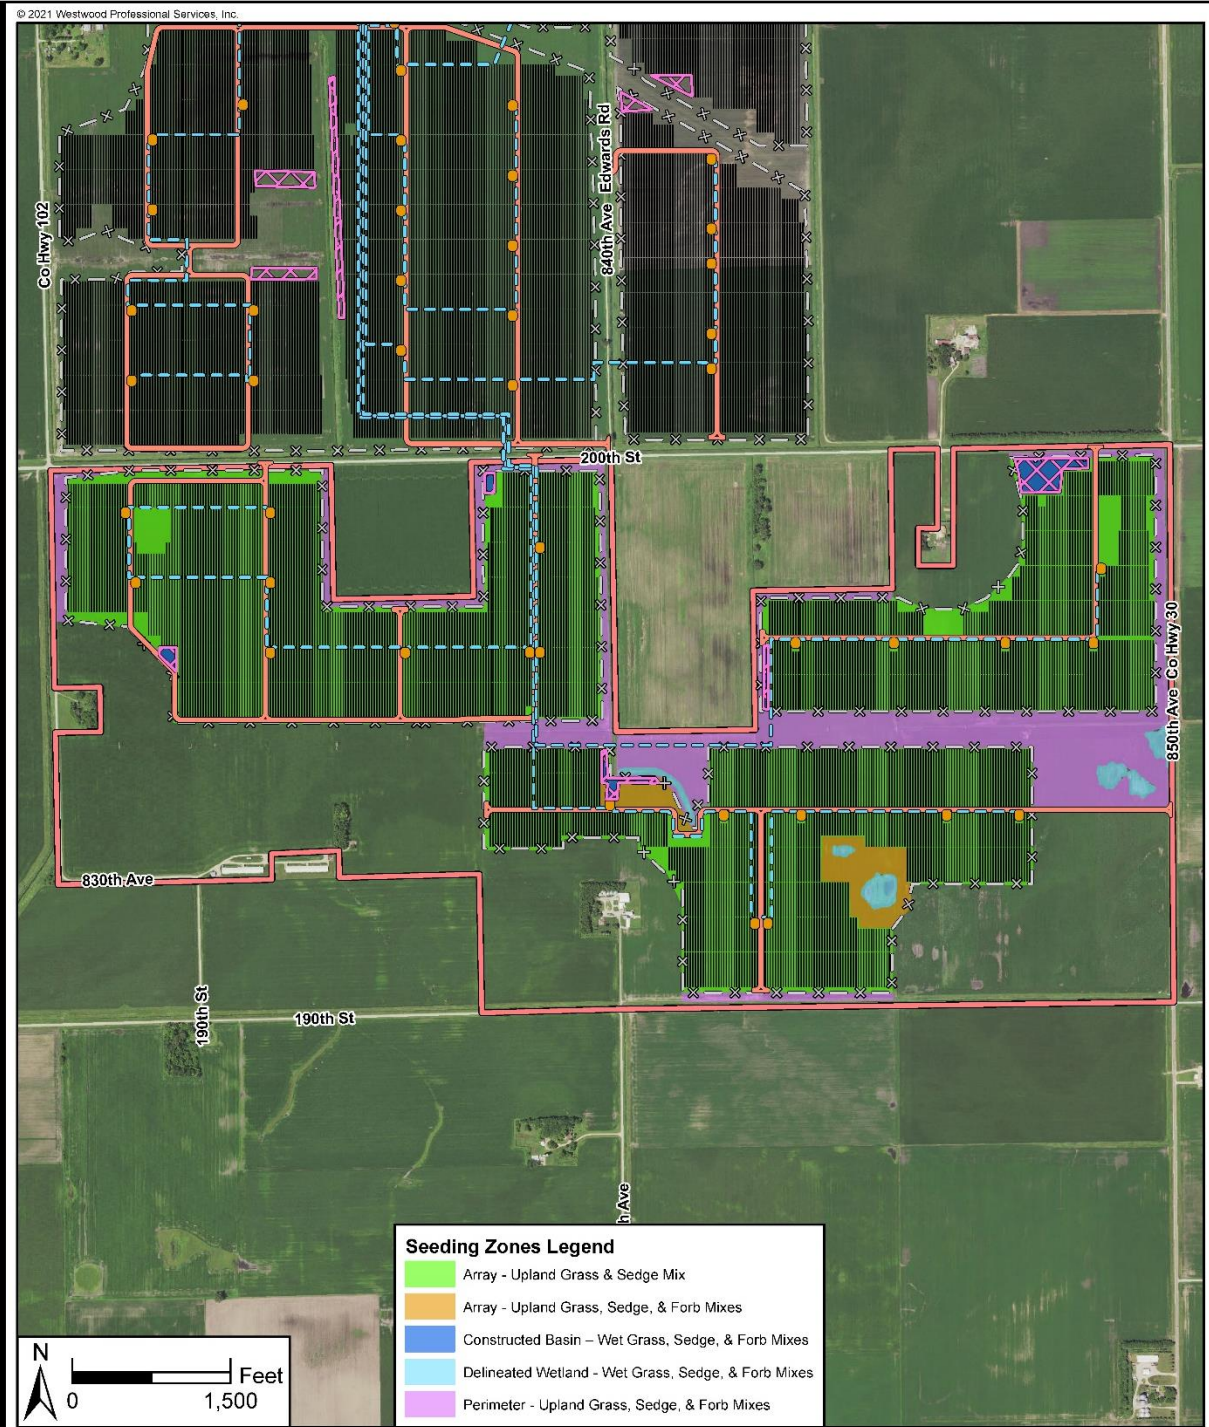 © 2021 Westwood Professional Services, Inc.
Co Hwy 102
840th Ave Edwards Rd
200th St
850th Ave Co Hwy 30
830th Ave
190th St
190th St
h Ave
Seeding Zones Legend
Array - Upland Grass & Sedge Mix
Array - Upland Grass, Sedge, & Forb Mixes
Constructed Basin – Wet Grass, Sedge, & Forb Mixes
Delineated Wetland - Wet Grass, Sedge, & Forb Mixes
Perimeter - Upland Grass, Sedge, & Forb Mixes
N
Feet
0 1,500